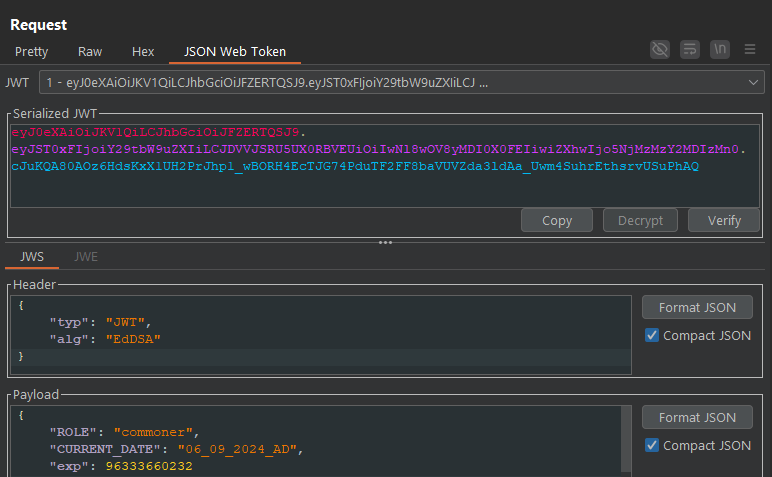 Request
Pretty Raw Hex JSON Web Token \n
JWT 1 - eyJ0eXAiOiJKV1QiLCJhbGciOiJFZERTQSJ9.eyJST0xFIjoiY29tbW9uZXIiLCJ ...
Serialized JWT
eyJ0eXAiOiJKV1QiLCJhbGciOiJFZERTQSJ9.
eyJST0xFIjoiY29tbW9uZXIiLCJDVVJSRU5UX0RBVEUiOiIwNl8wOV8yMDI0X0FEIiwiZXhwIjo5NjMzMzY2MDIzMn0.
cJuKQA80AOz6HdsKxXlUH2PrJhpl_wBORH4EcTJG74PduTF2FF8baVUVZda3ldAa_Uwm4SuhrEthsrvUSuPhAQ
Copy Decrypt Verify
JWS JWE
Header
{
"typ": "JWT",
"alg": "EdDSA"
}
Format JSON
Compact JSON
Payload
{
"ROLE": "commoner",
"CURRENT_DATE": "06_09_2024_AD",
"exp": 96333660232
Format JSON
Compact JSON